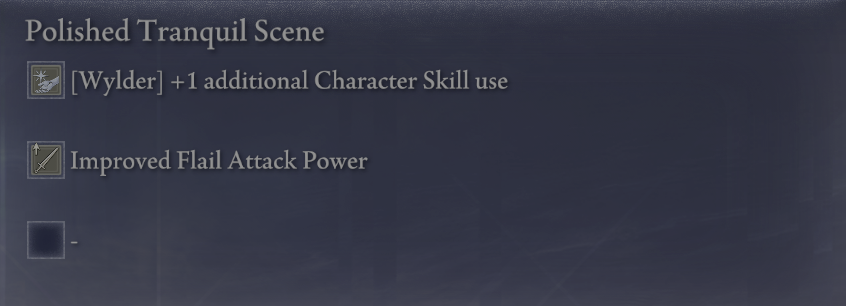 Polished Tranquil Scene
[Wylder] +1 additional Character Skill use
Improved Flail Attack Power
-